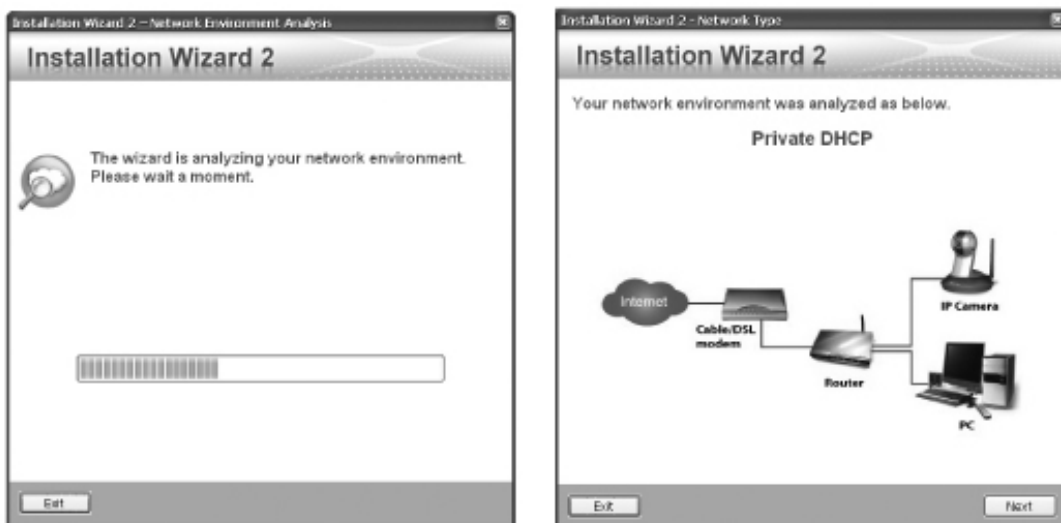 Installation Wizard 2 – Network Environment Analysis
Installation Wizard 2
The wizard is analyzing your network environment.
Please wait a moment.
Exit
Installation Wizard 2 - Network Type
Installation Wizard 2
Your network environment was analyzed as below.
Private DHCP
Internet
Cable/DSL
modem
Router
IP Camera
PC
Exit
Next